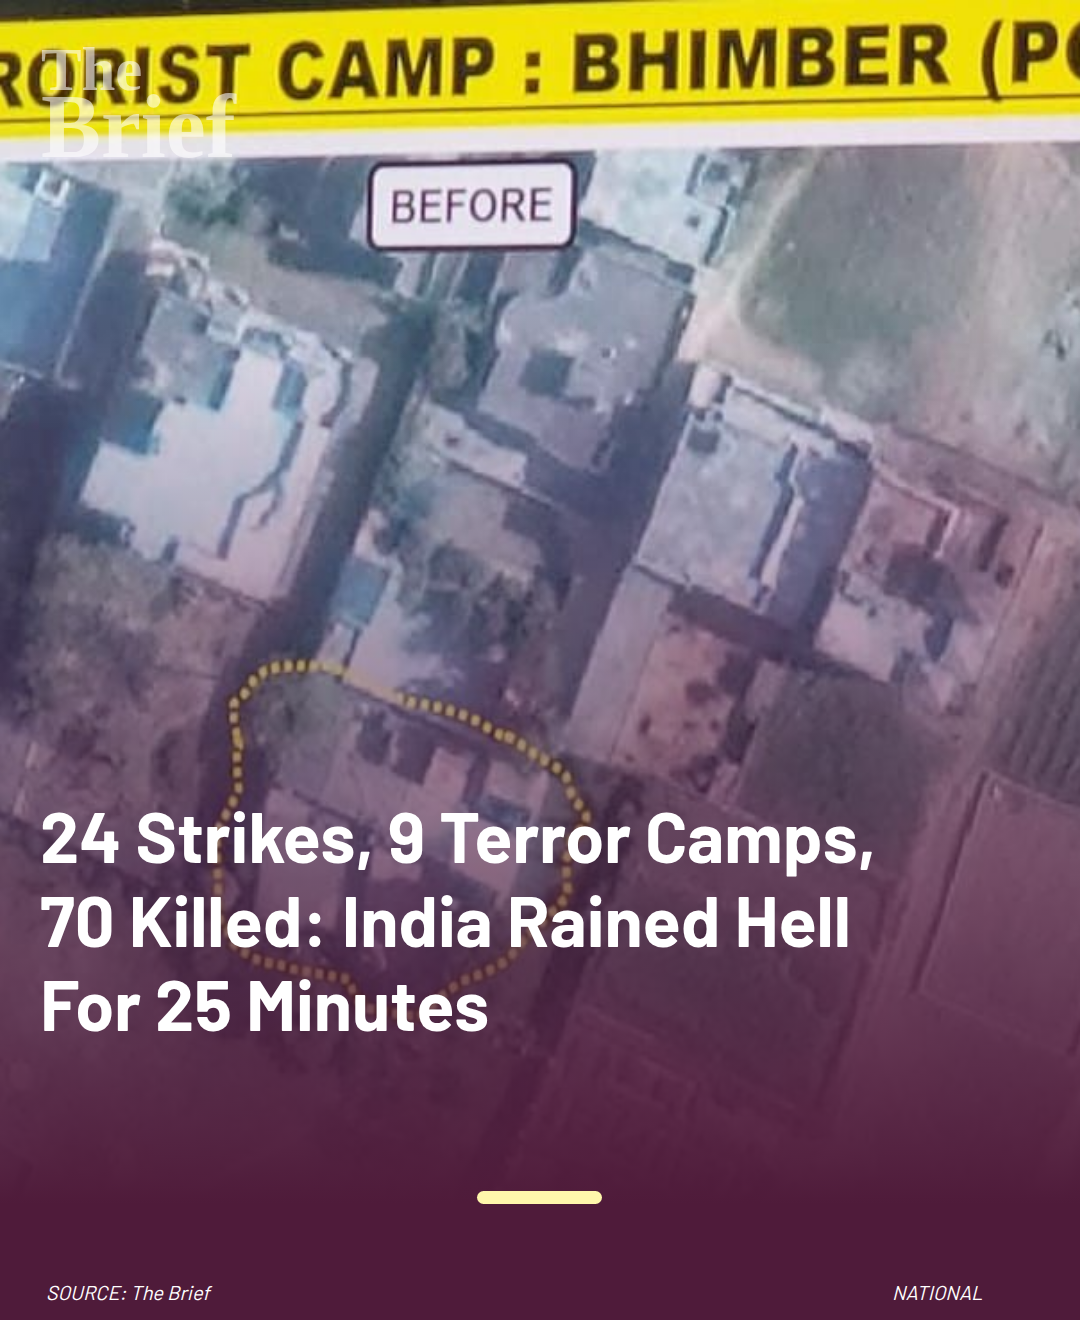 RORIST CAMP : BHIMBER (PO
The
Brief
BEFORE
24 Strikes, 9 Terror Camps,
70 Killed: India Rained Hell
For 25 Minutes
SOURCE: The Brief
NATIONAL